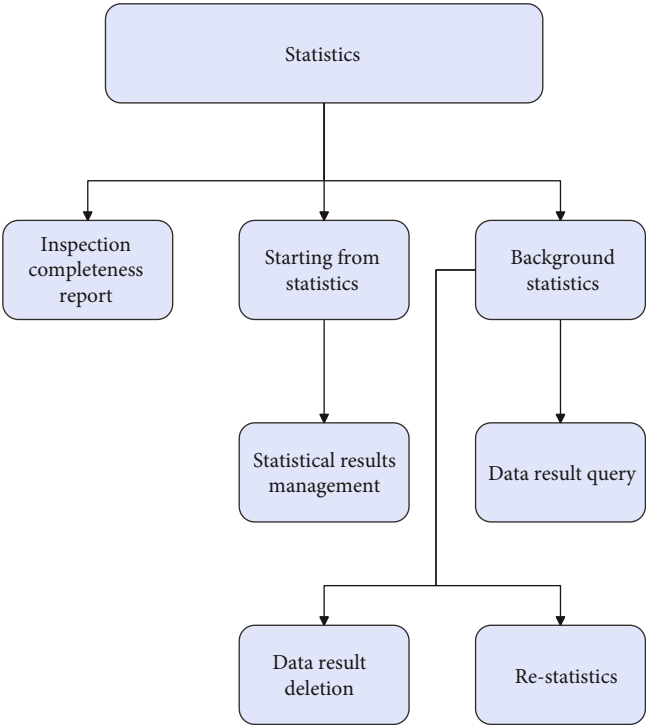 Statistics
Inspection
completeness
report
Starting from
statistics
Background
statistics
Statistical results
management
Data result query
Data result
deletion
Re-statistics